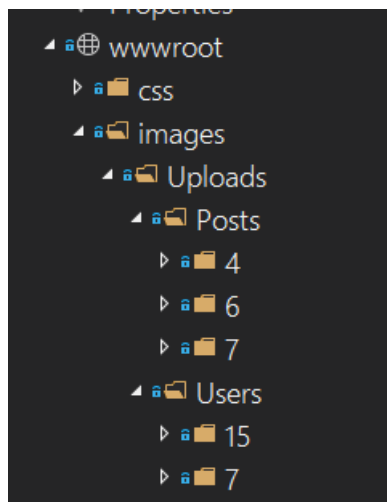 Properties
wwwroot
css
images
Uploads
Posts
4
6
7
Users
15
7